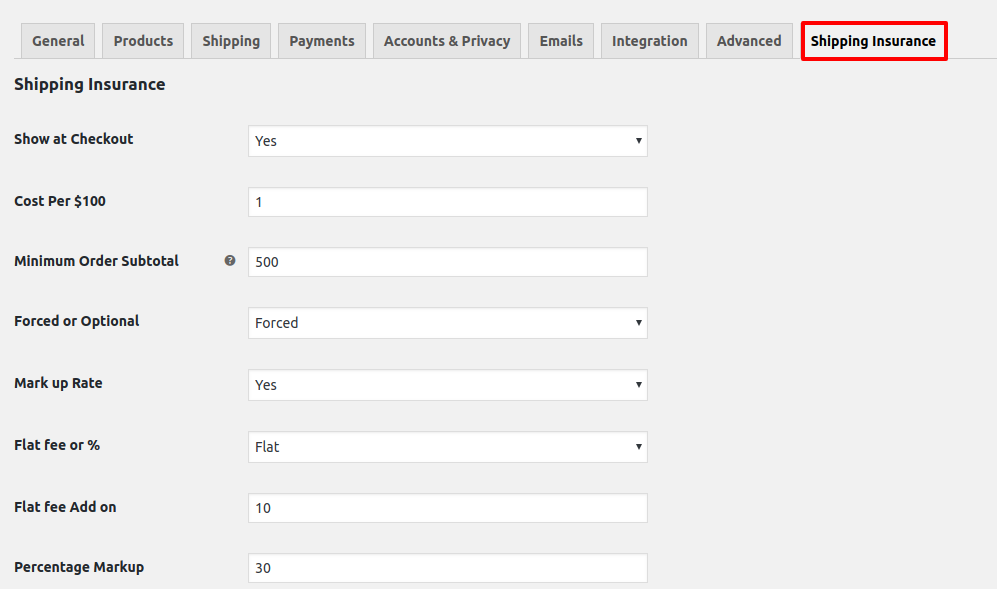 General Products Shipping Payments Accounts & Privacy Emails Integration Advanced Shipping Insurance
Shipping Insurance
Show at Checkout Yes
Cost Per $100 1
Minimum Order Subtotal ? 500
Forced or Optional Forced
Mark up Rate Yes
Flat fee or % Flat
Flat fee Add on 10
Percentage Markup 30